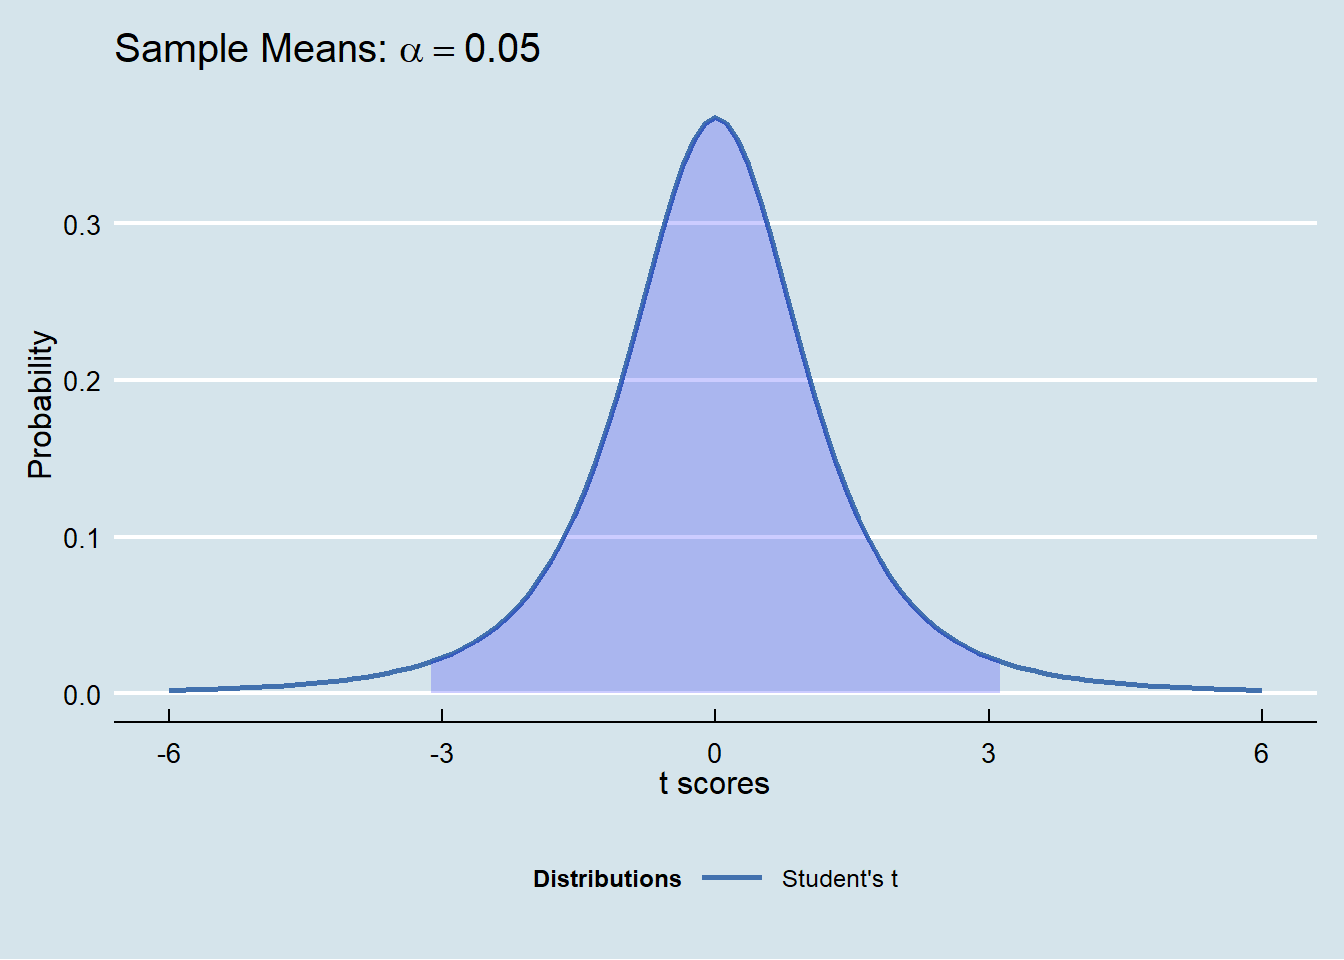 Sample Means: α = 0.05
Probability
0.3
0.2
0.1
0.0
-6 -3 0 3 6
t scores
Distributions Student's t